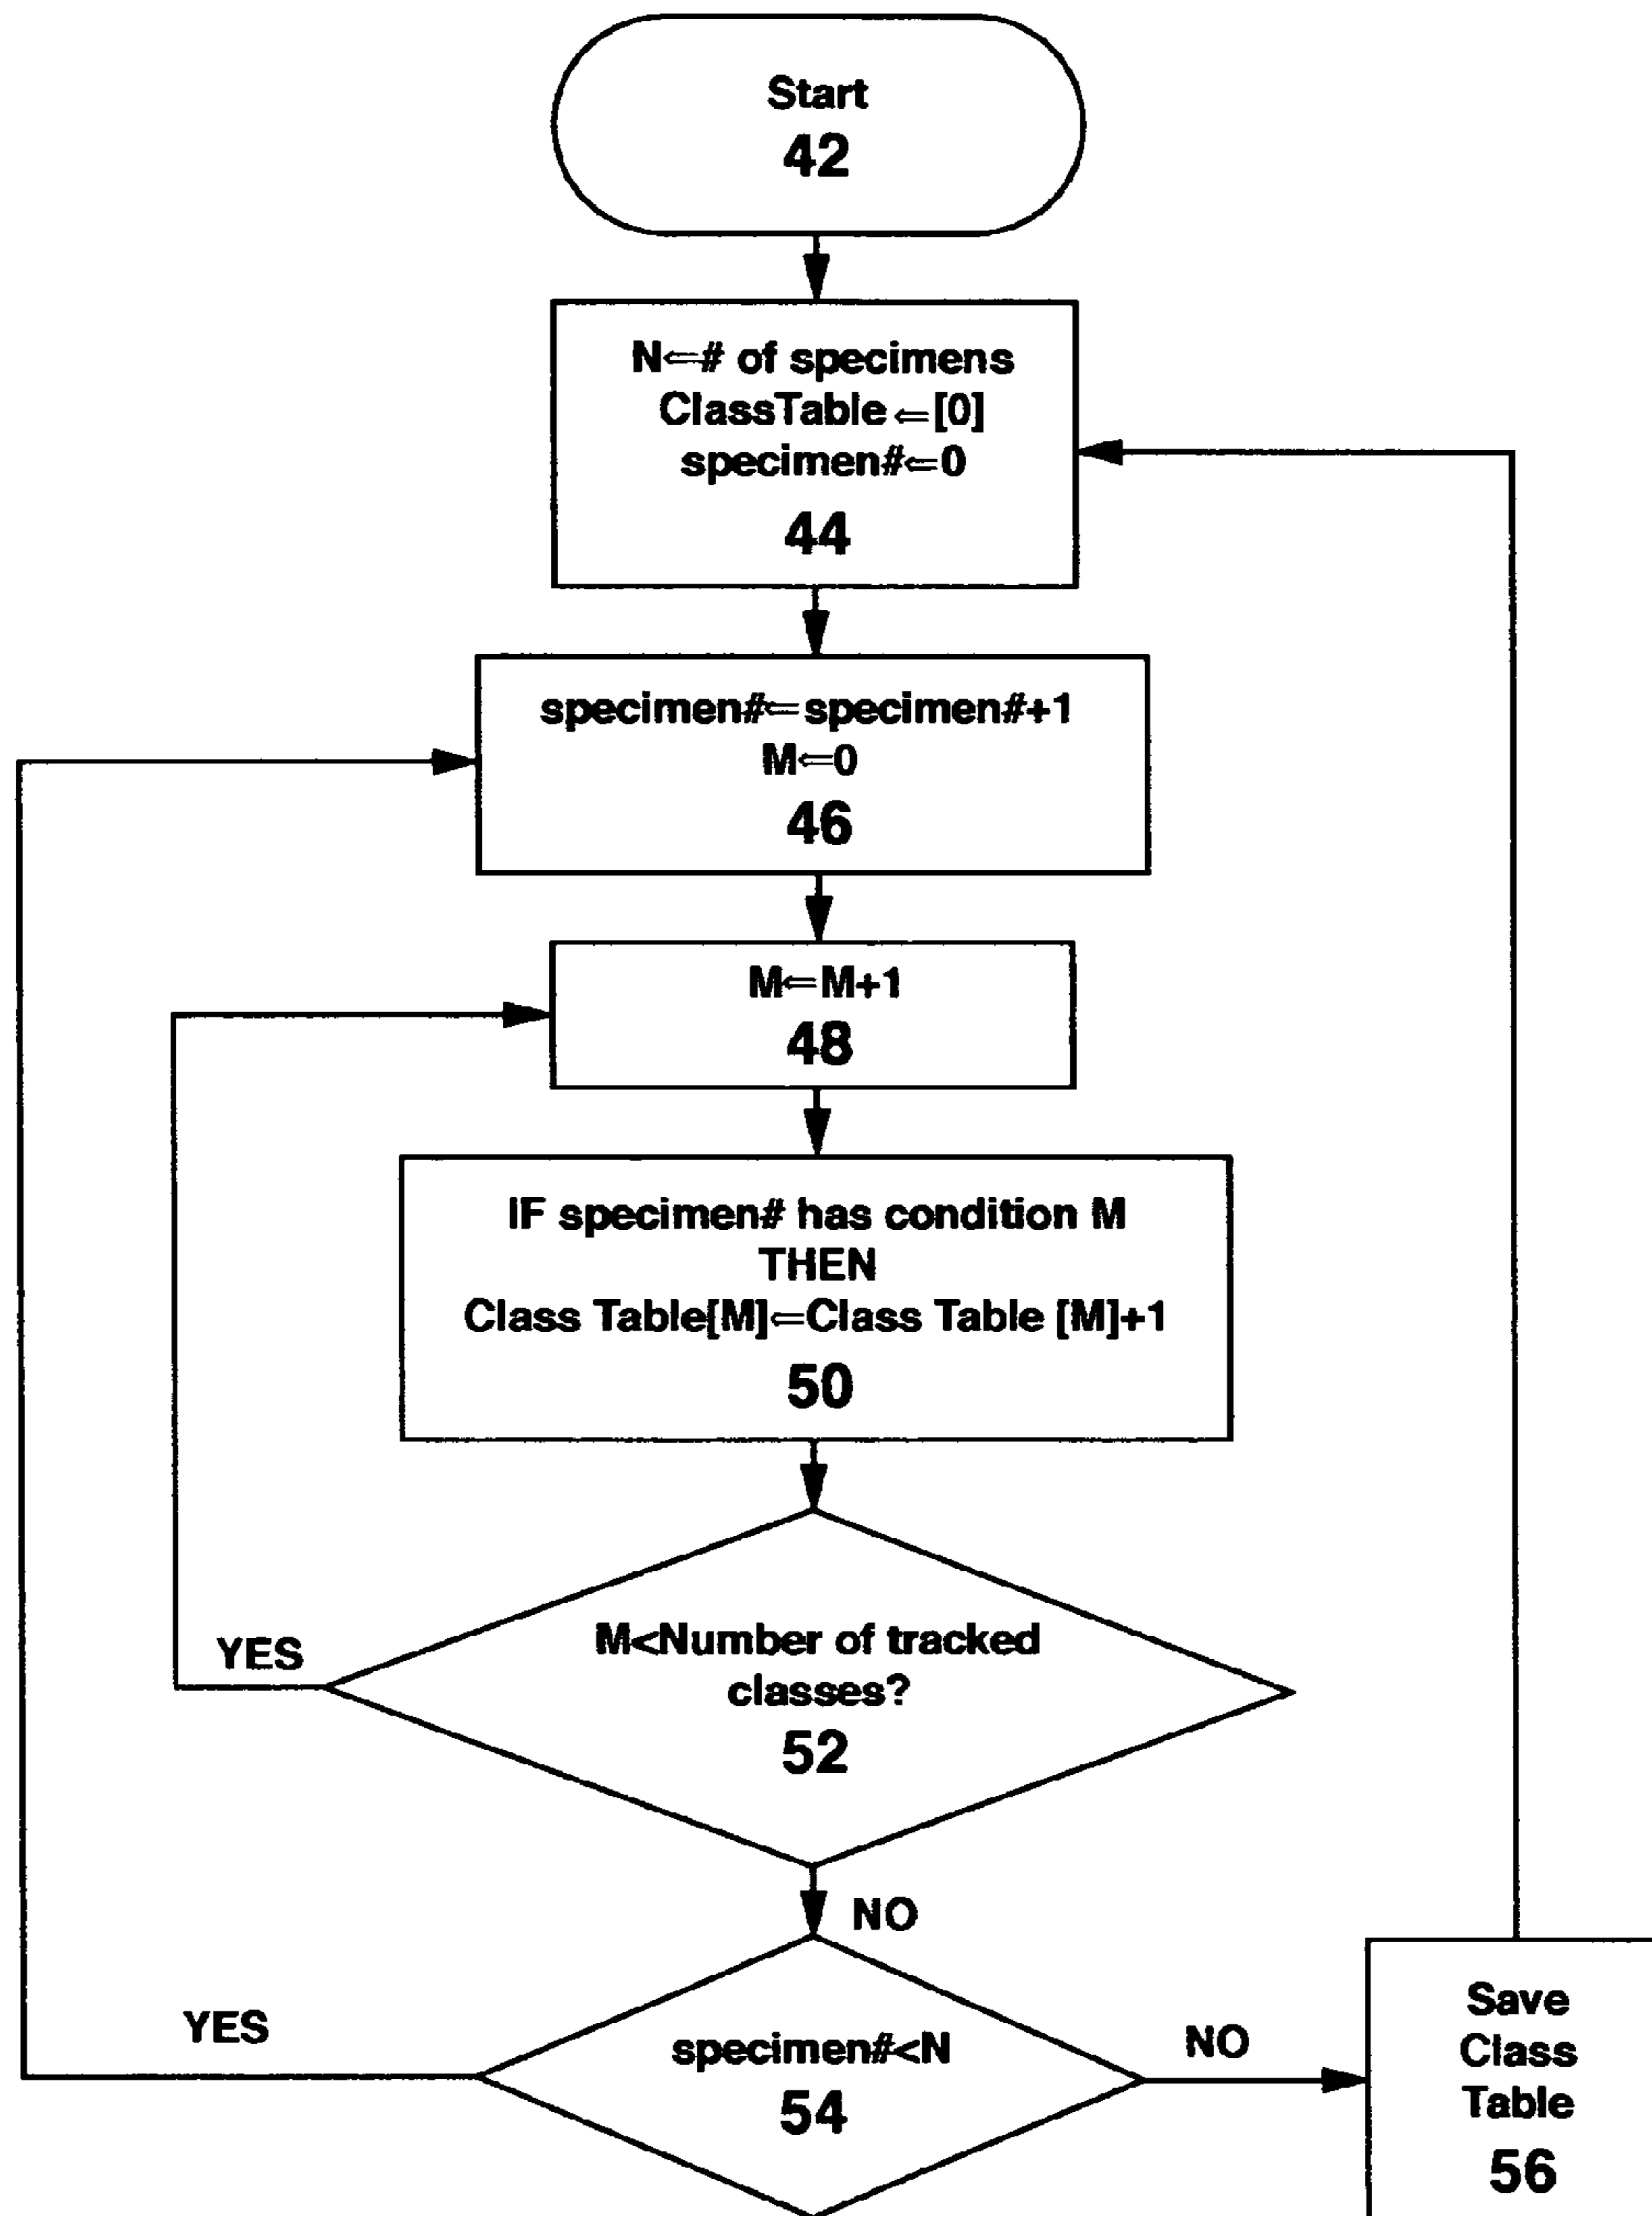 Start
42
N⇐# of specimens
ClassTable⇐[0]
specimen#⇐0
44
specimen#⇐specimen#+1
M⇐0
46
M⇐M+1
48
IF specimen# has condition M
THEN
Class Table[M]⇐Class Table [M]+1
50
M<Number of tracked
classes?
52
YES
NO
specimen#<N
54
YES
NO
Save
Class
Table
56